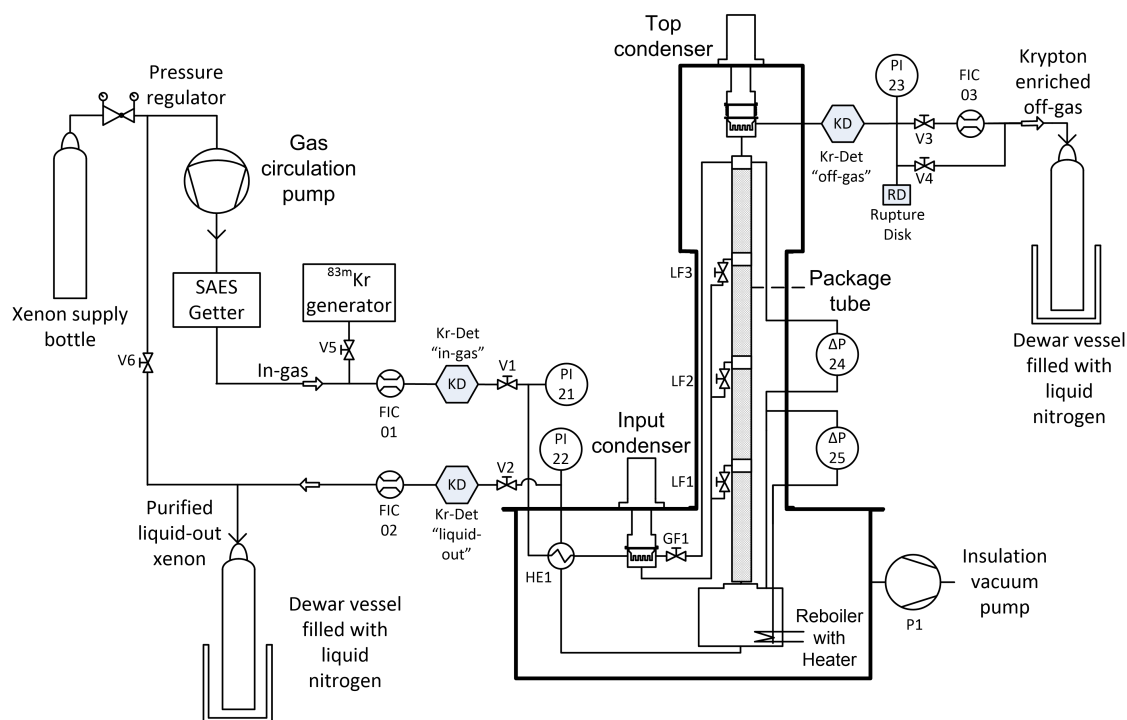 Top
condenser
Pressure
regulator
PI
23
FIC
03
Krypton
enriched
off-gas
KD
V3
Kr-Det
"off-gas"
V4
RD
Rupture
Disk
Gas
circulation
pump
SAES
Getter
83mKr
generator
Xenon supply
bottle
LF3
Package
tube
Dewar vessel
filled with
liquid
nitrogen
V6
V5
Kr-Det
"in-gas"
V1
In-gas
KD
PI
21
FIC
01
ΔP
24
LF2
Input
condenser
PI
22
ΔP
25
V2
KD
LF1
FIC
02
Kr-Det
"liquid-
out"
Purified
liquid-out
xenon
GF1
HE1
Insulation
vacuum
pump
P1
Reboiler
with
Heater
Dewar vessel
filled with
liquid
nitrogen